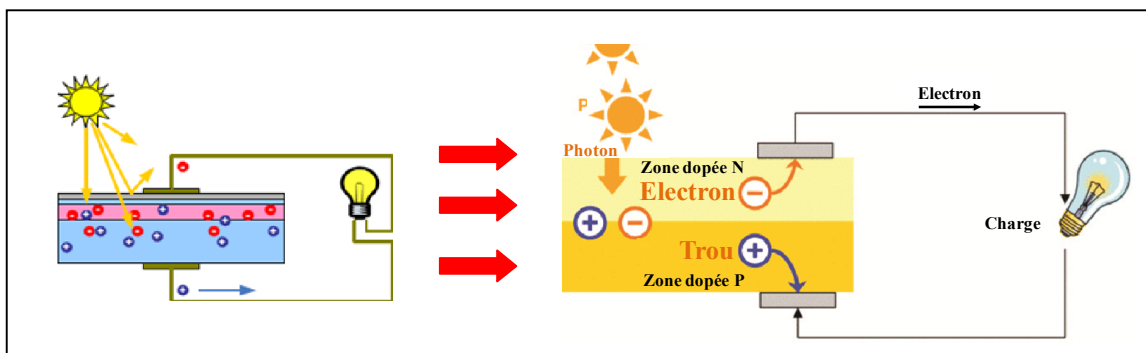 P
Photon
Zone dopée N
Electron
Trou
Zone dopée P
Electron
Charge